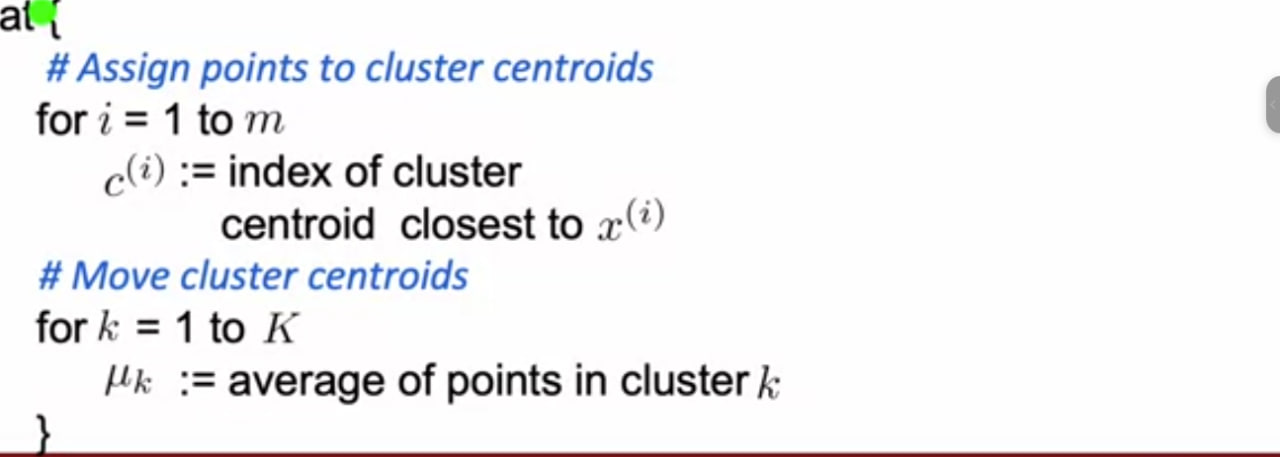 at {
# Assign points to cluster centroids
for i = 1 to m
c⁽ⁱ⁾ := index of cluster
centroid closest to x⁽ⁱ⁾
# Move cluster centroids
for k = 1 to K
μₖ := average of points in cluster k
}